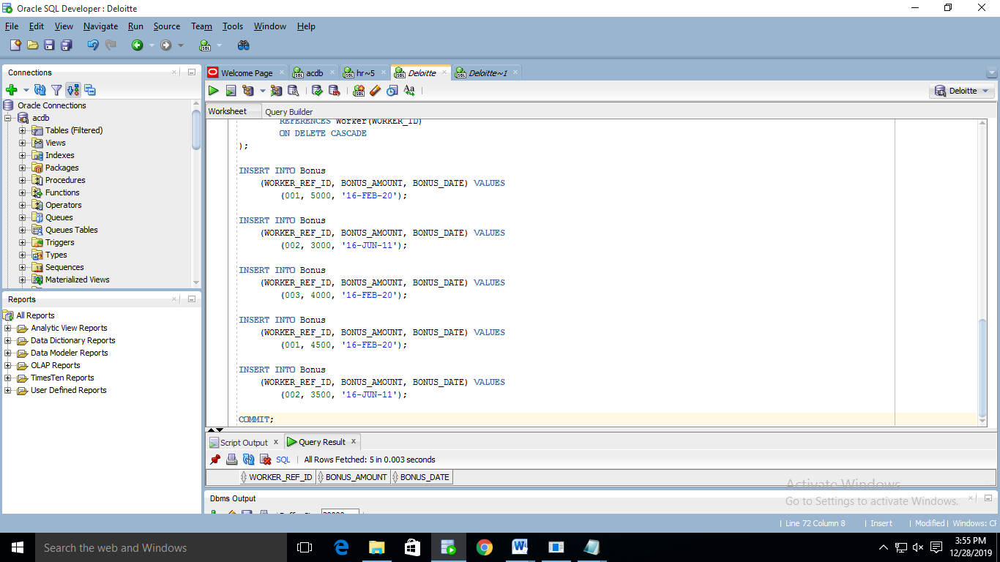 Oracle SQL Developer : Deloitte
File Edit View Navigate Run Source Team Tools Window Help
Connections
Oracle Connections
acdb
Tables (Filtered)
Views
Indexes
Packages
Procedures
Functions
Operators
Queues
Queues Tables
Triggers
Types
Sequences
Materialized Views
Reports
All Reports
Analytic View Reports
Data Dictionary Reports
Data Modeler Reports
OLAP Reports
TimesTen Reports
User Defined Reports
Welcome Page acdb hr~5 Deloitte Deloitte~1
Deloitte
Worksheet Query Builder
REFERENCES Worker(WORKER_ID)
ON DELETE CASCADE
);
INSERT INTO Bonus
(WORKER_REF_ID, BONUS_AMOUNT, BONUS_DATE) VALUES
(001, 5000, '16-FEB-20');
INSERT INTO Bonus
(WORKER_REF_ID, BONUS_AMOUNT, BONUS_DATE) VALUES
(002, 3000, '16-JUN-11');
INSERT INTO Bonus
(WORKER_REF_ID, BONUS_AMOUNT, BONUS_DATE) VALUES
(003, 4000, '16-FEB-20');
INSERT INTO Bonus
(WORKER_REF_ID, BONUS_AMOUNT, BONUS_DATE) VALUES
(001, 4500, '16-FEB-20');
INSERT INTO Bonus
(WORKER_REF_ID, BONUS_AMOUNT, BONUS_DATE) VALUES
(002, 3500, '16-JUN-11');
COMMIT;
Script Output Query Result
SQL All Rows Fetched: 5 in 0.003 seconds
WORKER_REF_ID BONUS_AMOUNT BONUS_DATE
Activate Windows
Go to Settings to activate Windows.
Dbms Output
Line 72 Column 8 Insert Modified Windows: CR
Search the web and Windows
3:55 PM
12/28/2019